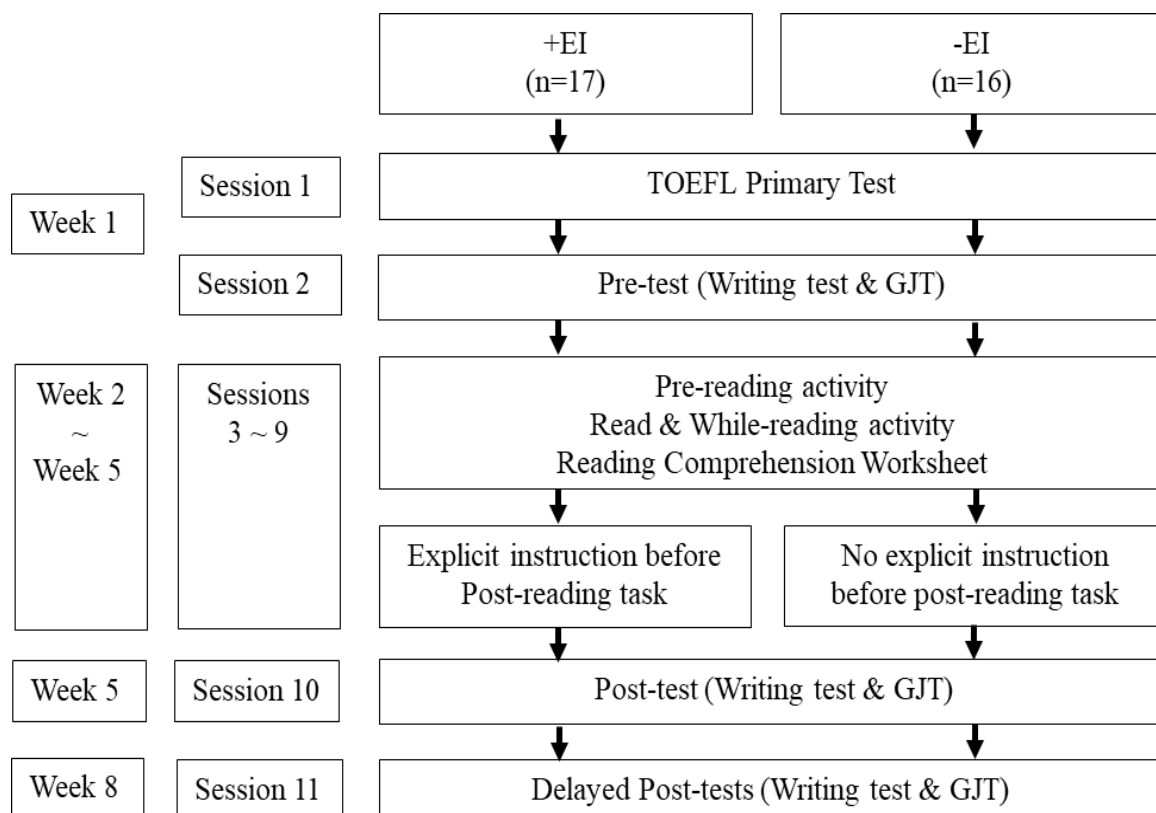 +EI
(n=17)
-EI
(n=16)
Week 1
Session 1
TOEFL Primary Test
Session 2
Pre-test (Writing test & GJT)
Week 2
~
Week 5
Sessions
3 ~ 9
Pre-reading activity
Read & While-reading activity
Reading Comprehension Worksheet
Explicit instruction before
Post-reading task
No explicit instruction
before post-reading task
Week 5
Session 10
Post-test (Writing test & GJT)
Week 8
Session 11
Delayed Post-tests (Writing test & GJT)